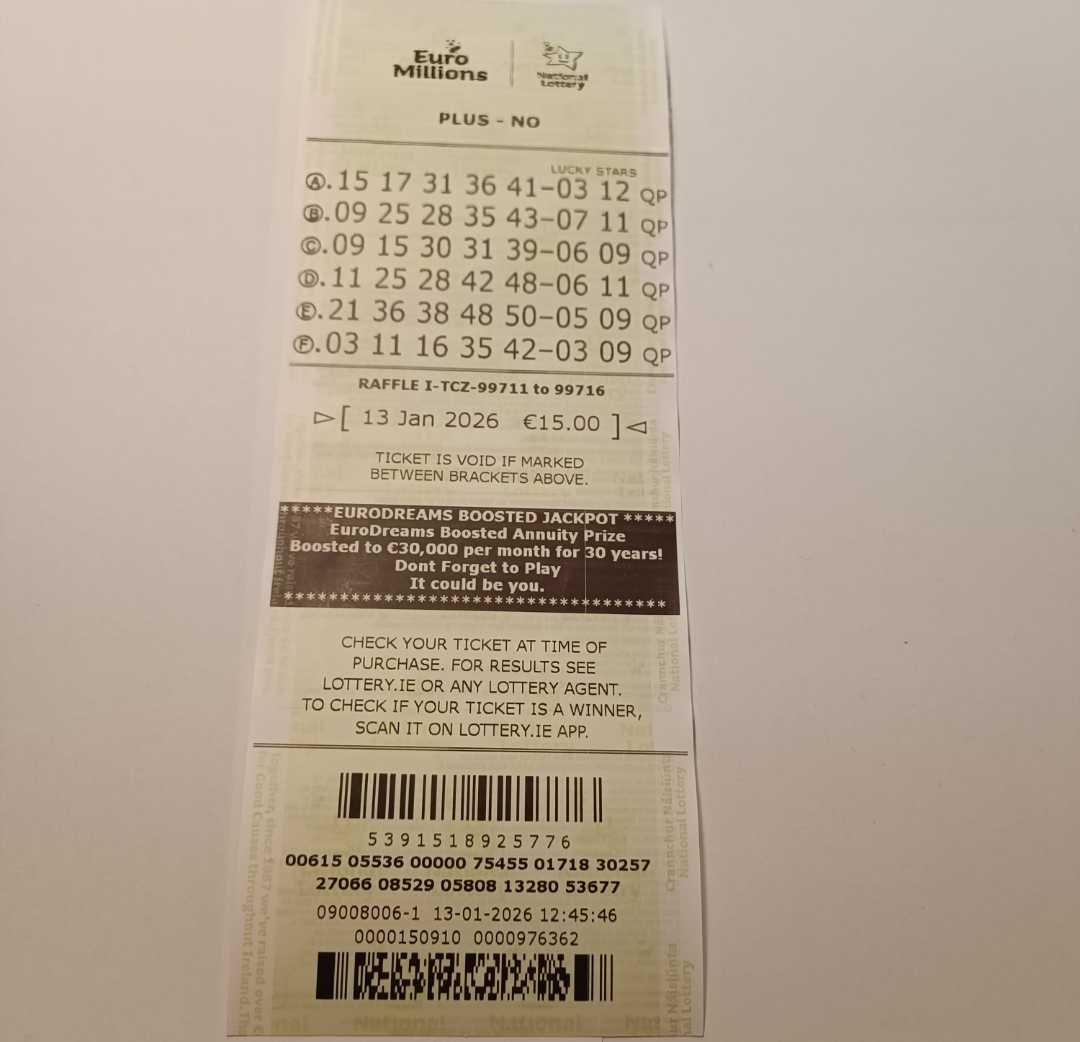 Euro Millions
National Lottery
PLUS - NO
LUCKY STARS
Ⓐ.15 17 31 36 41-03 12 QP
Ⓑ.09 25 28 35 43-07 11 QP
Ⓒ.09 15 30 31 39-06 09 QP
Ⓓ.11 25 28 42 48-06 11 QP
Ⓔ.21 36 38 48 50-05 09 QP
Ⓕ.03 11 16 35 42-03 09 QP
RAFFLE I-TCZ-99711 to 99716
▷[ 13 Jan 2026 €15.00 ]◁
TICKET IS VOID IF MARKED
BETWEEN BRACKETS ABOVE.
*****EURODREAMS BOOSTED JACKPOT *****
EuroDreams Boosted Annuity Prize
Boosted to €30,000 per month for 30 years!
Dont Forget to Play
It could be you.
**********************************
CHECK YOUR TICKET AT TIME OF
PURCHASE. FOR RESULTS SEE
LOTTERY.IE OR ANY LOTTERY AGENT.
TO CHECK IF YOUR TICKET IS A WINNER,
SCAN IT ON LOTTERY.IE APP.
5391518925776
00615 05536 00000 75455 01718 30257
27066 08529 05808 13280 53677
09008006-1 13-01-2026 12:45:46
0000150910 0000976362
Crannchur Náisiúnta
National Lottery